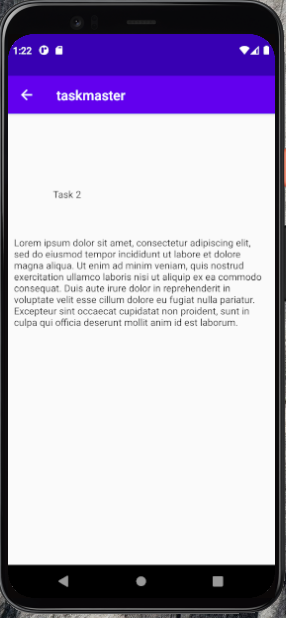 1:22
taskmaster
Task 2
Lorem ipsum dolor sit amet, consectetur adipiscing elit,
sed do eiusmod tempor incididunt ut labore et dolore
magna aliqua. Ut enim ad minim veniam, quis nostrud
exercitation ullamco laboris nisi ut aliquip ex ea commodo
consequat. Duis aute irure dolor in reprehenderit in
voluptate velit esse cillum dolore eu fugiat nulla pariatur.
Excepteur sint occaecat cupidatat non proident, sunt in
culpa qui officia deserunt mollit anim id est laborum.